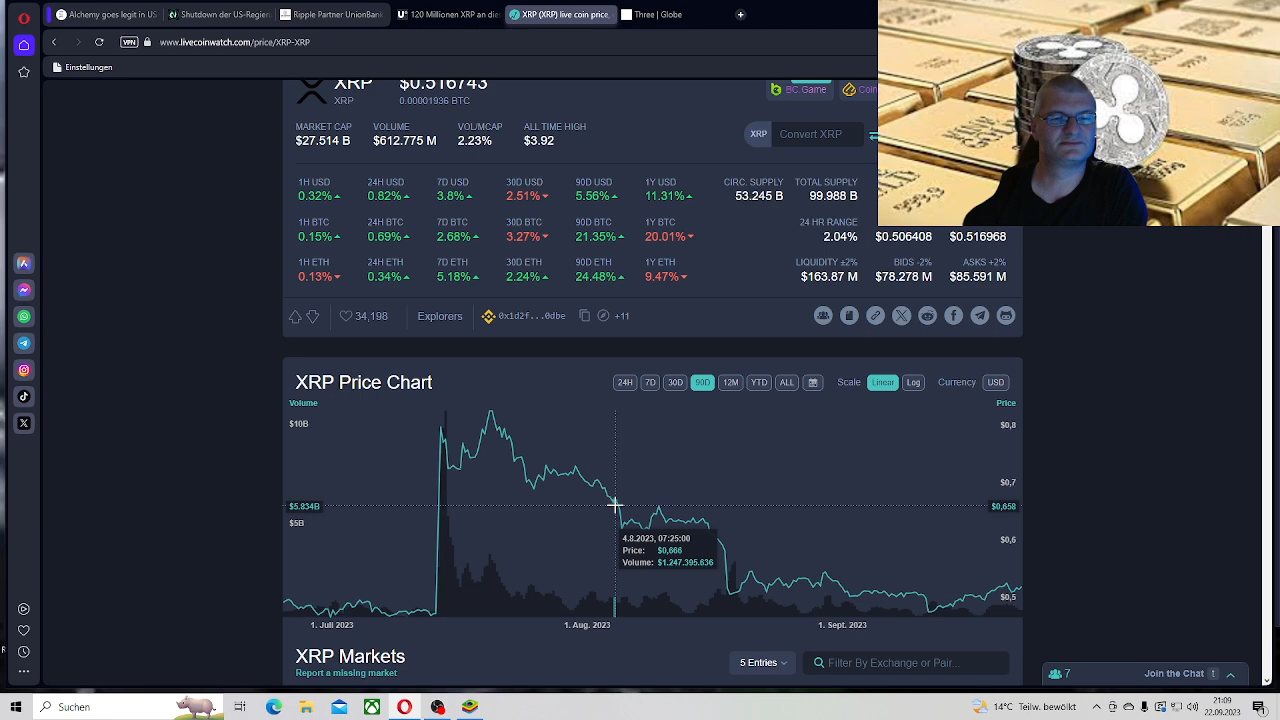 Alchemy goes legit in U.S
Shutdown der US-Regier
Ripple Partner UnionBank
120 Millionen XRP an die
XRP (XRP) live coin price,
Three | Globe
VPN
www.livecoinwatch.com/price/XRP-XRP
Einstellungen
XRP $0.516743
XRP 0.00001936 BTC
BC.Game
Coin
MARKET CAP VOLUME VOL/MCAP ALL TIME HIGH
$27.514 B $612.775 M 2.23% $3.92
XRP Convert XRP
1H USD 24H USD 7D USD 30D USD 90D USD 1Y USD CIRC. SUPPLY TOTAL SUPPLY
0.32% 0.82% 3.8% 2.51% 5.56% 11.31% 53.245 B 99.988 B
1H BTC 24H BTC 7D BTC 30D BTC 90D BTC 1Y BTC 24 HR RANGE
0.15% 0.69% 2.68% 3.27% 21.35% 20.01% 2.04% $0.506408 $0.516968
1H ETH 24H ETH 7D ETH 30D ETH 90D ETH 1Y ETH LIQUIDITY ±2% BIDS -2% ASKS +2%
0.13% 0.34% 5.18% 2.24% 24.48% 9.47% $163.87 M $78.278 M $85.591 M
34,198 Explorers 0x1d2f...0dbe +11
XRP Price Chart
24H 7D 30D 90D 12M YTD ALL Scale Linear Log Currency USD
Volume Price
$10B $0,8
$0,7
$5.834B $0,658
$5B
4.8.2023, 07:25:00
Price: $0,666
Volume: $1.247.395.636
$0,6
$0,5
1. Juli 2023 1. Aug. 2023 1. Sept. 2023
XRP Markets
Report a missing market
5 Entries
Filter By Exchange or Pair...
7 Join the Chat
Suchen
14°C Teilw. bewölkt
21:09
22.09.2023
999.9
999.9